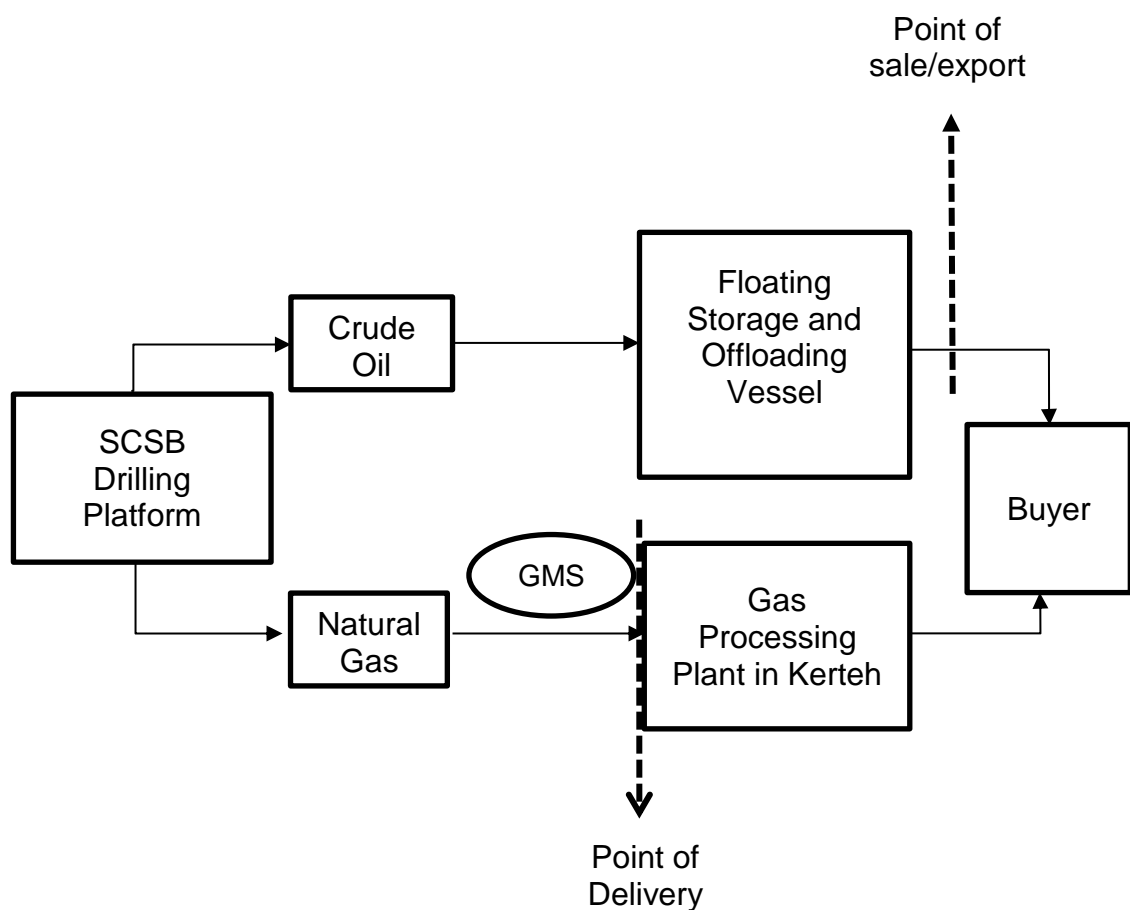 Point of
sale/export
Floating
Storage and
Offloading
Vessel
Crude
Oil
SCSB
Drilling
Platform
Buyer
GMS
Natural
Gas
Gas
Processing
Plant in Kerteh
Point of
Delivery